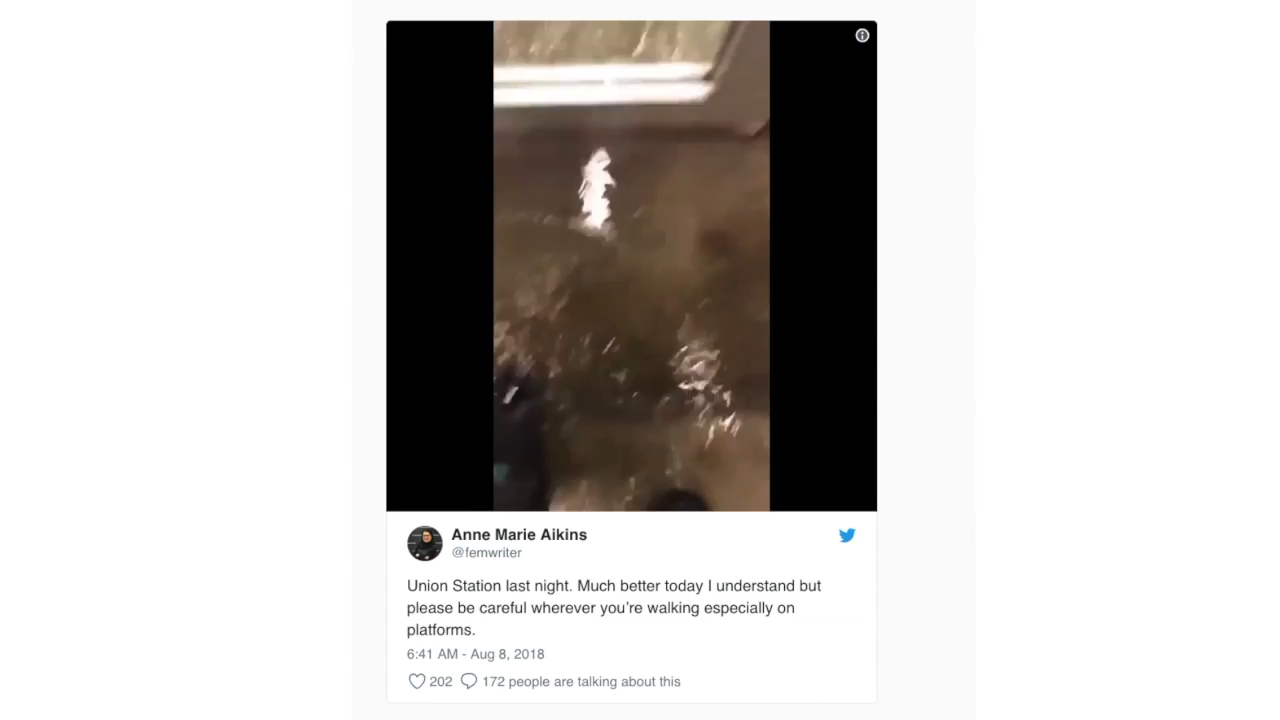 Anne Marie Aikins
@femwriter
Union Station last night. Much better today I understand but
please be careful wherever you’re walking especially on
platforms.
6:41 AM - Aug 8, 2018
202 172 people are talking about this